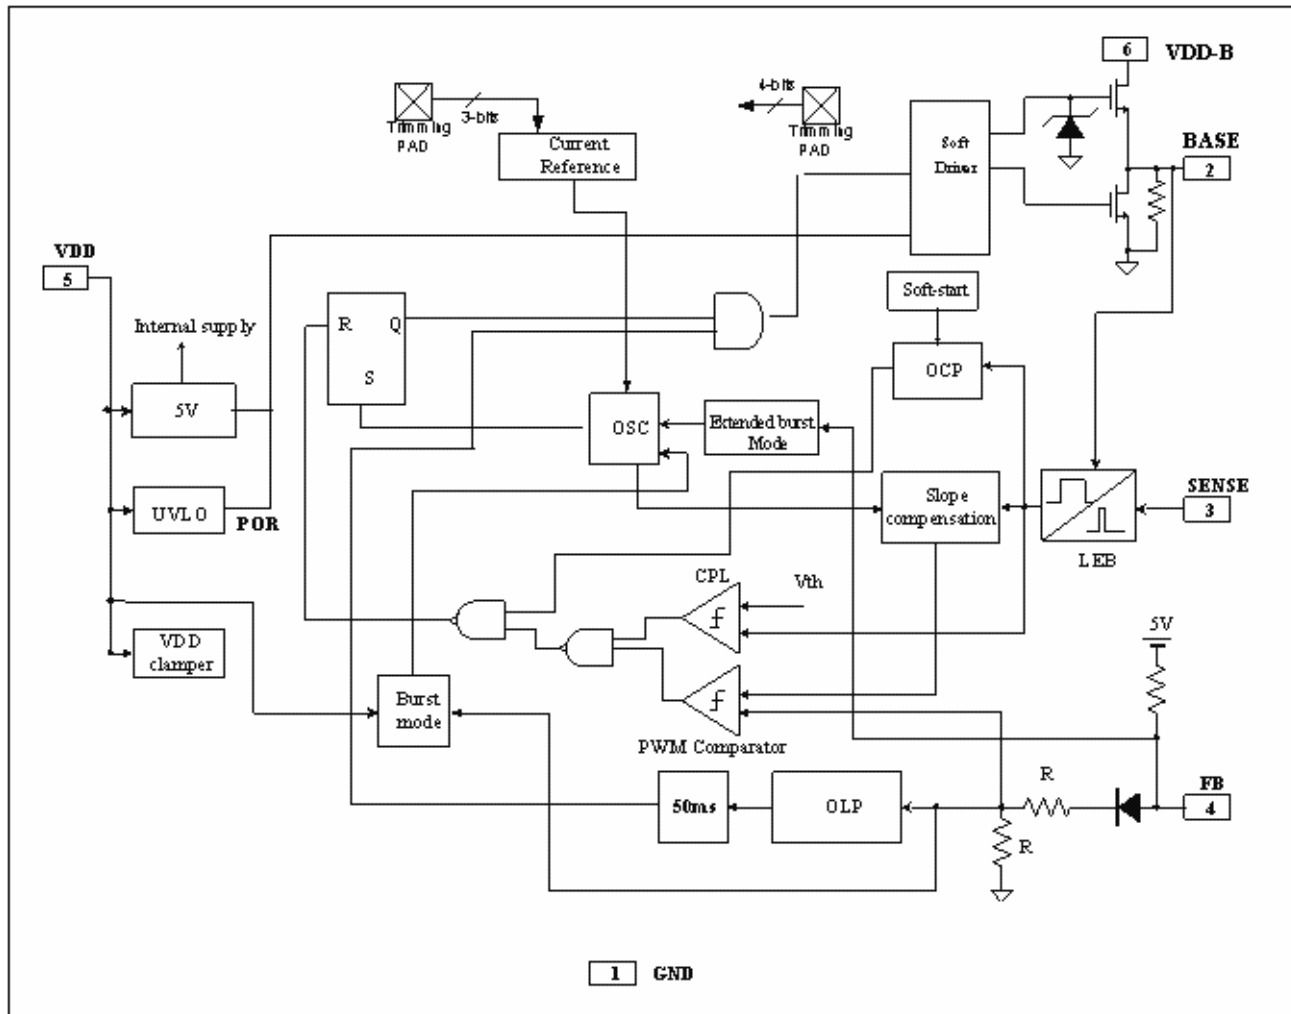 6 VDD-B
3-bits
4-bits
Trimming
PAD
Trimming
PAD
Current
Reference
Soft
Driver
BASE
2
VDD
5
Soft-start
Internal supply
R Q
S
OCP
5V
OSC
Extended burst
Mode
UVLO
POR
Slope
compensation
SENSE
3
LEB
CPL
Vth
VDD
clamper
5V
Burst
mode
PWM Comparator
R
FB
4
50ms
OLP
R
1 GND